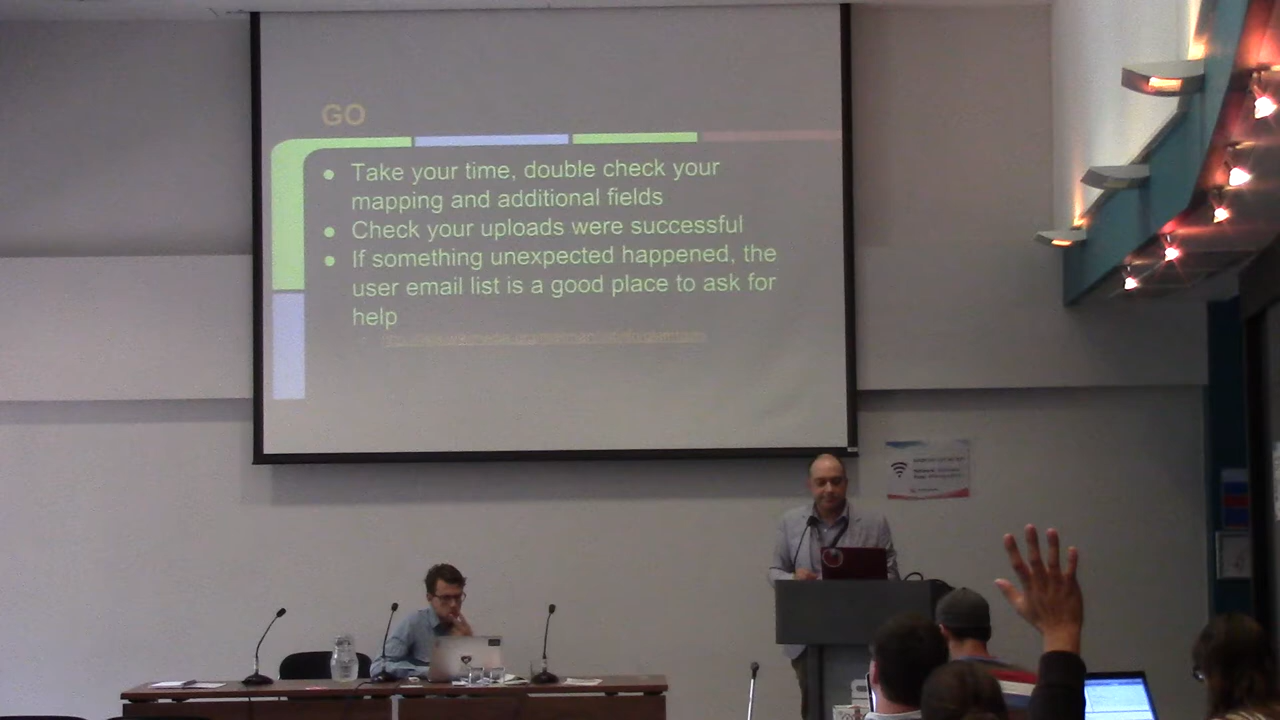 GO
● Take your time, double check your
mapping and additional fields
● Check your uploads were successful
● If something unexpected happened, the
user email list is a good place to ask for
help